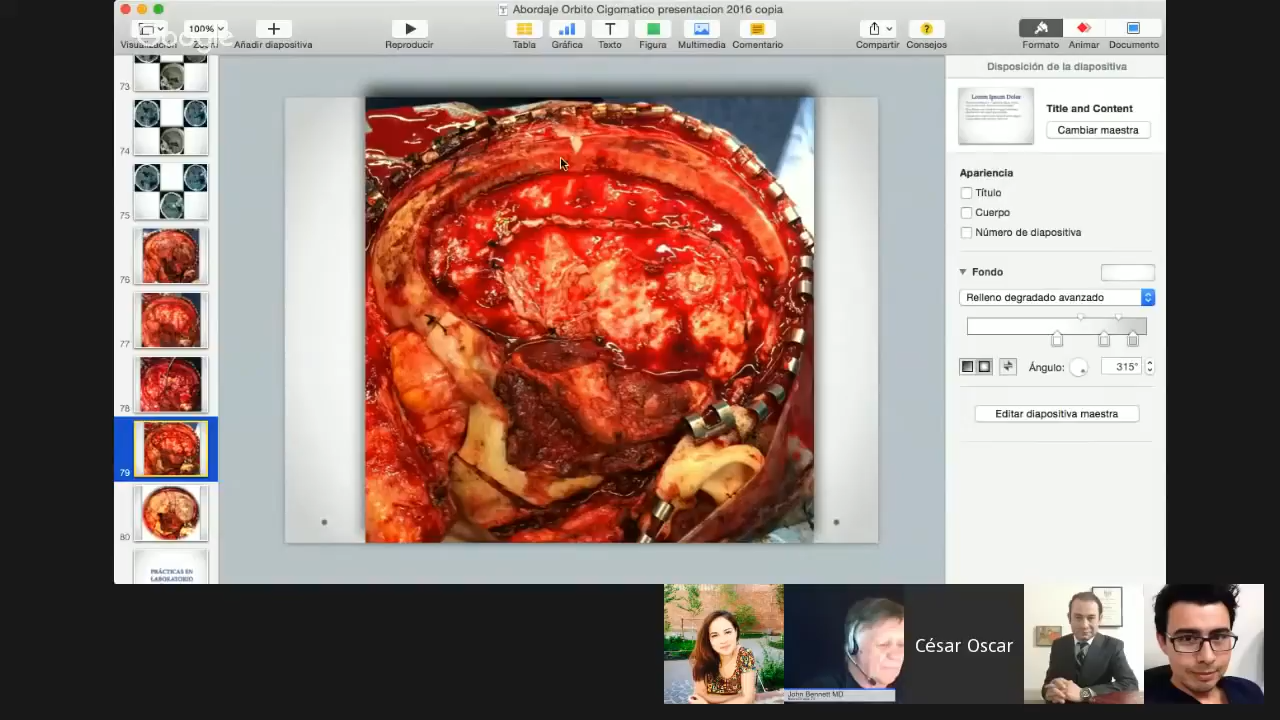 Abordaje Orbito Cigomatico presentacion 2016 copia
100%
Google
Añadir diapositiva
Reproducir
Tabla
Gráfica
Texto
Figura
Multimedia
Comentario
Compartir
Consejos
Formato
Animar
Documento
73
74
75
76
77
78
79
80
PRÁCTICAS EN
LABORATORIO
Disposición de la diapositiva
Lorem Ipsum Dolor
Title and Content
Cambiar maestra
Apariencia
Título
Cuerpo
Número de diapositiva
Fondo
Relleno degradado avanzado
Ángulo:
315°
Editar diapositiva maestra
John Bennett MD
César Oscar